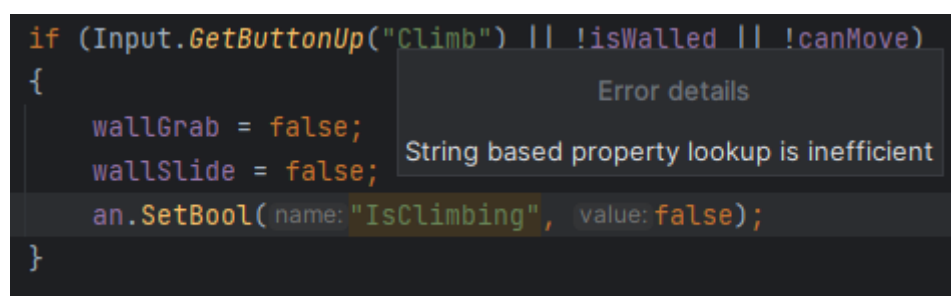 if (Input.GetButtonUp("Climb") || !isWalled || !canMove)
{
Error details
wallGrab = false;
String based property lookup is inefficient
wallSlide = false;
an.SetBool( name: "IsClimbing", value: false);
}